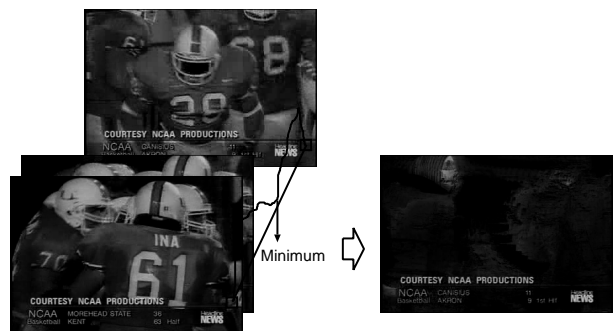 28
68
COURTESY NCAA PRODUCTIONS
NCAA CANISIUS 11
Basketball AKRON 9 1st Hlf
Headline
NEWS
70
INA
61
COURTESY NCAA PRODUCTIONS
NCAA MOREHEAD STATE 36
Basketball KENT 63 Half
Headline
NEWS
Minimum
COURTESY NCAA PRODUCTIONS
NCAA CANISIUS 11
Basketball AKRON 9 1st Hlf
Headline
NEWS